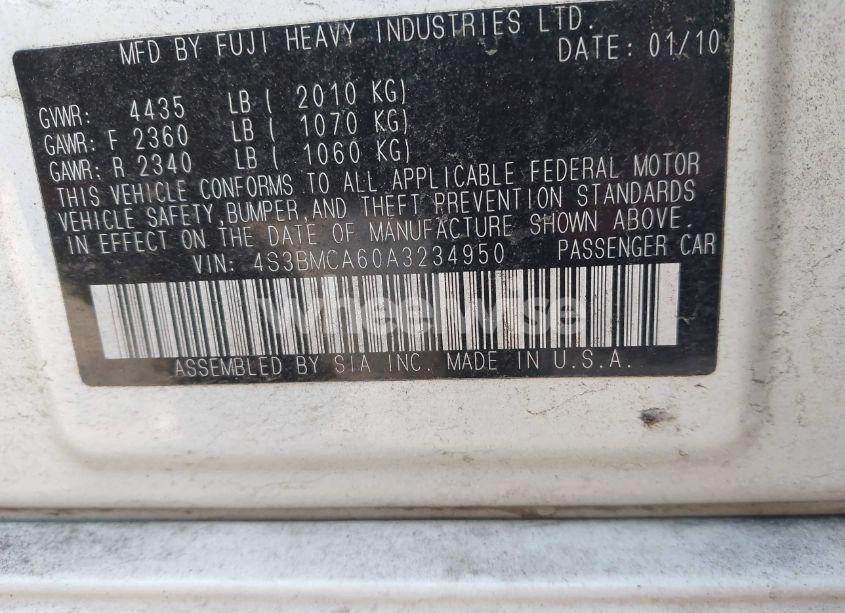 MFD BY FUJI HEAVY INDUSTRIES LTD.
DATE: 01/10
GVWR: 4435 LB ( 2010 KG)
GAWR: F 2360 LB ( 1070 KG)
GAWR: R 2340 LB ( 1060 KG)
THIS VEHICLE CONFORMS TO ALL APPLICABLE FEDERAL MOTOR
VEHICLE SAFETY,BUMPER,AND THEFT PREVENTION STANDARDS
IN EFFECT ON THE DATE OF MANUFACTURE SHOWN ABOVE.
VIN: 4S3BMCA60A3234950 PASSENGER CAR
wheelwise
ASSEMBLED BY SIA INC. MADE IN U.S.A.